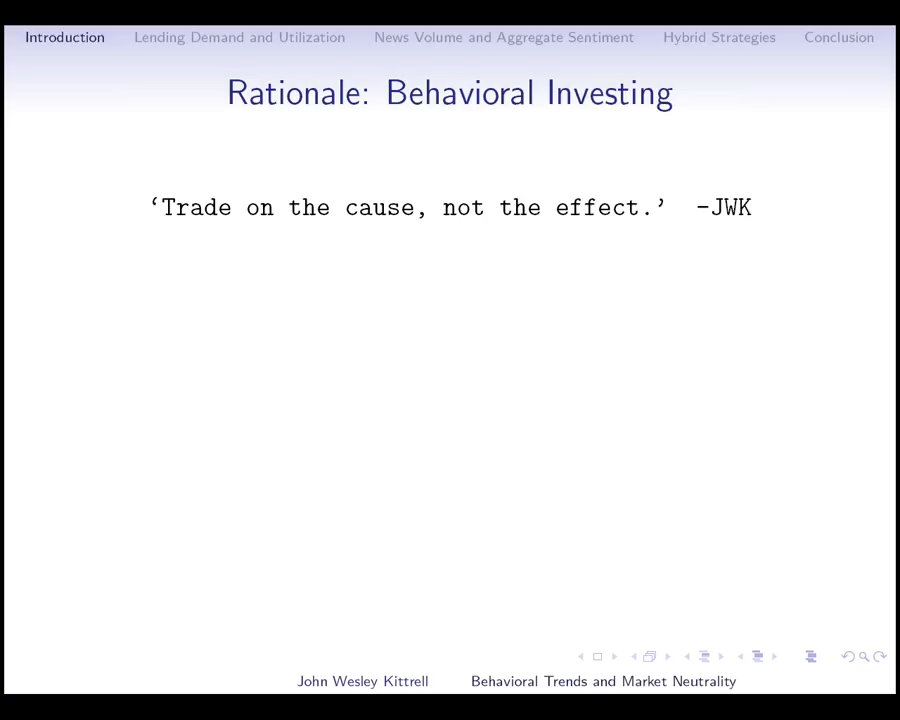 Introduction Lending Demand and Utilization News Volume and Aggregate Sentiment Hybrid Strategies Conclusion
Rationale: Behavioral Investing
‘Trade on the cause, not the effect.’ -JWK
John Wesley Kittrell Behavioral Trends and Market Neutrality